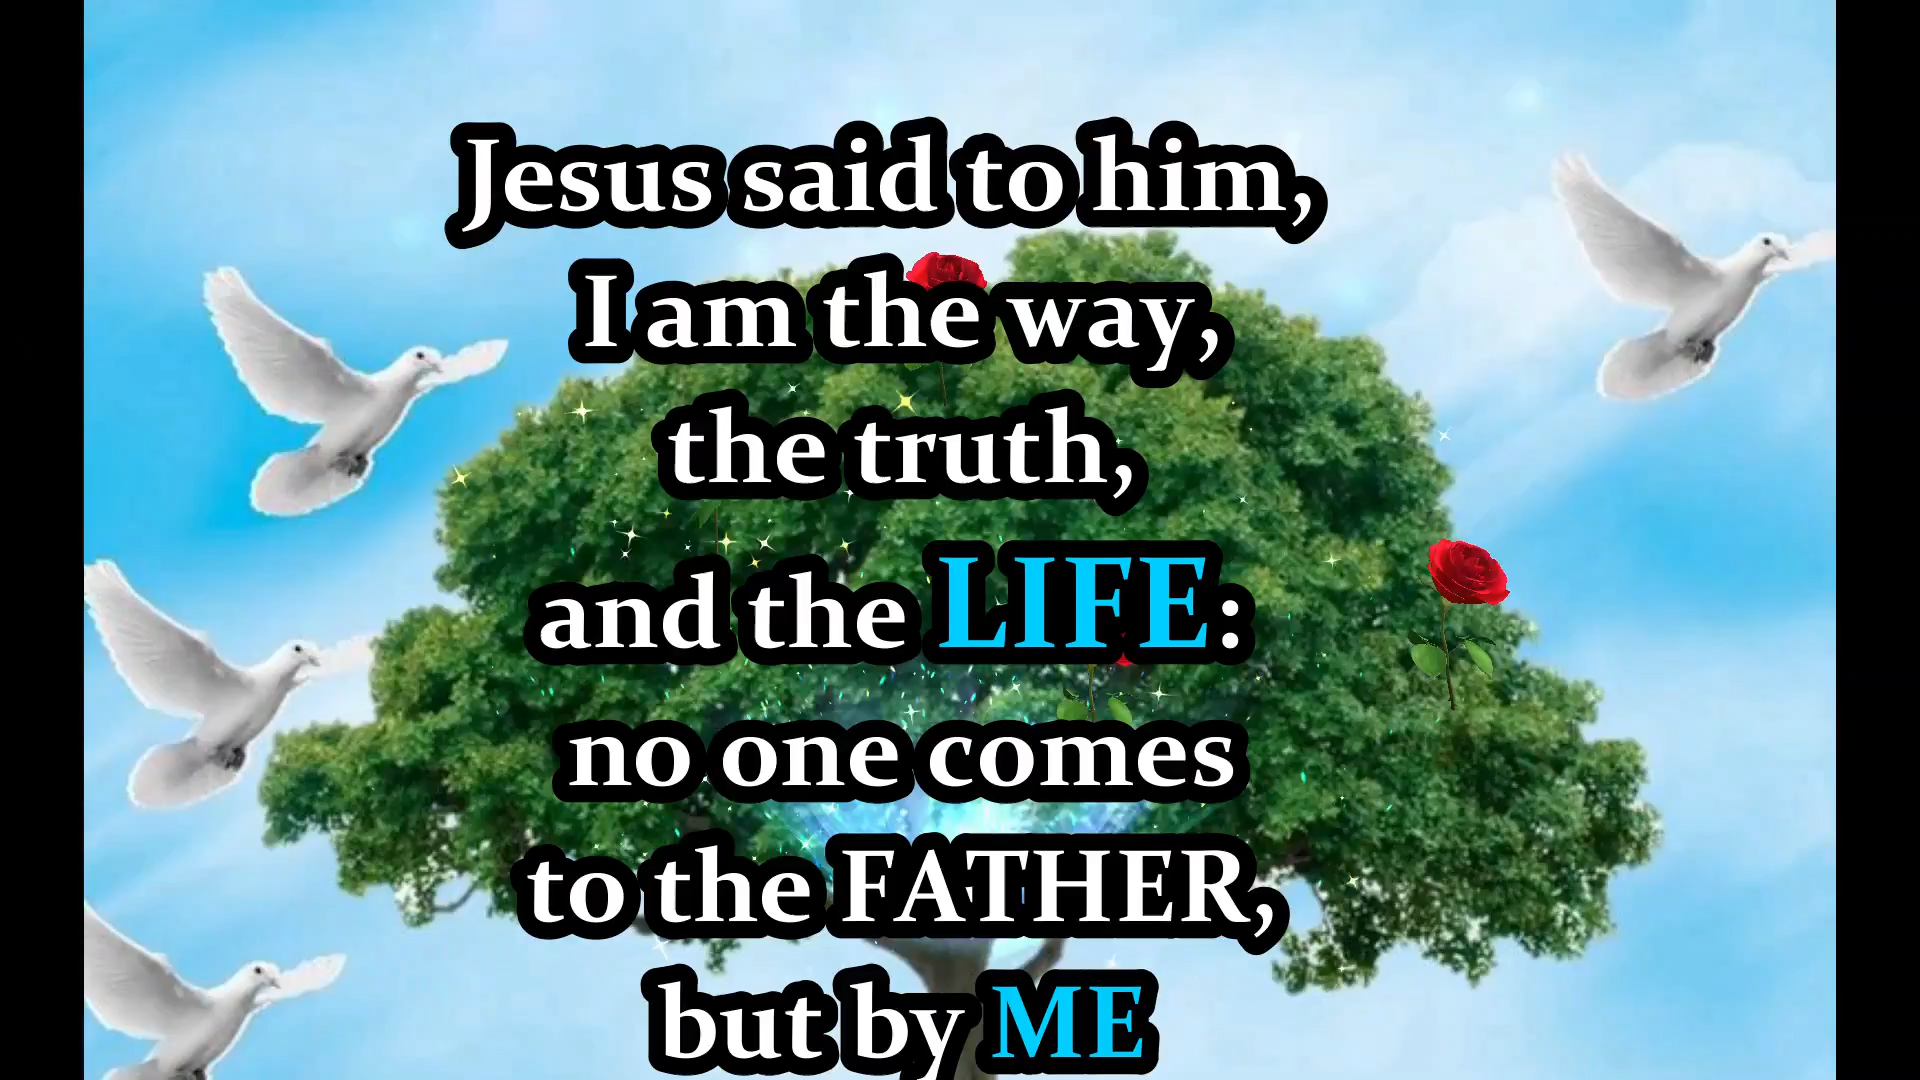 Jesus said to him,
I am the way,
the truth,
and the LIFE:
no one comes
to the FATHER,
but by ME